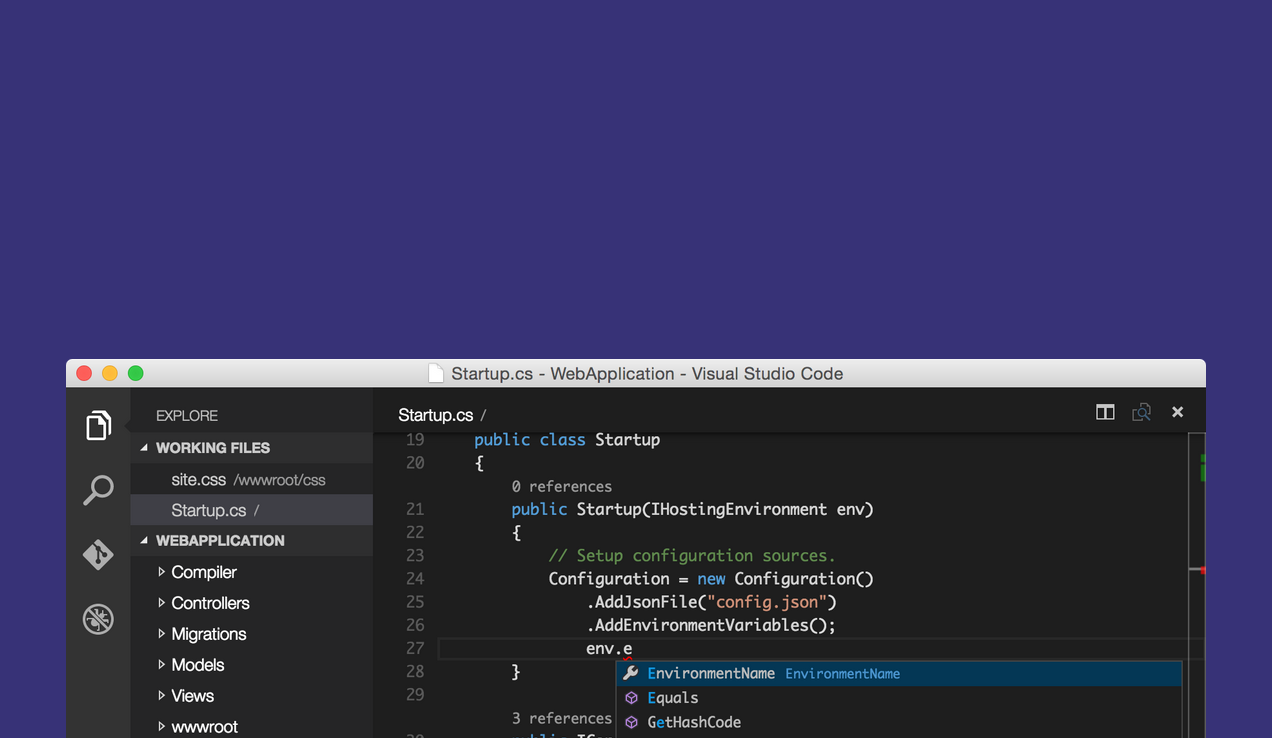 Startup.cs - WebApplication - Visual Studio Code
EXPLORE
WORKING FILES
site.css /wwwroot/css
Startup.cs /
WEBAPPLICATION
Compiler
Controllers
Migrations
Models
Views
wwwroot
Startup.cs /
19 public class Startup
20 {
0 references
21 public Startup(IHostingEnvironment env)
22 {
23 // Setup configuration sources.
24 Configuration = new Configuration()
25 .AddJsonFile("config.json")
26 .AddEnvironmentVariables();
27 env.e
28 }
29
EnvironmentName EnvironmentName
Equals
GetHashCode
3 references
30 public